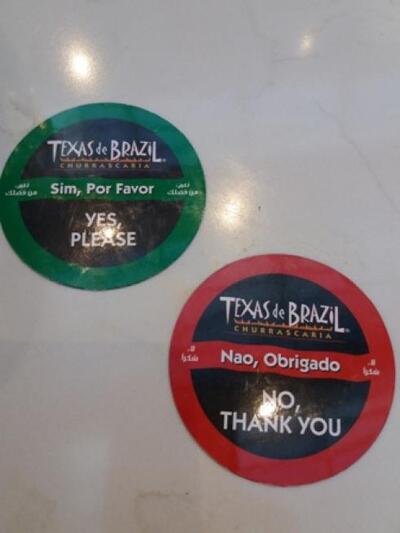 TEXAS de BRAZIL
CHURRASCARIA
نعم، من فضلك Sim, Por Favor نعم، من فضلك
YES,
PLEASE
TEXAS de BRAZIL
CHURRASCARIA
لا، شكراً Nao, Obrigado لا، شكراً
NO,
THANK YOU